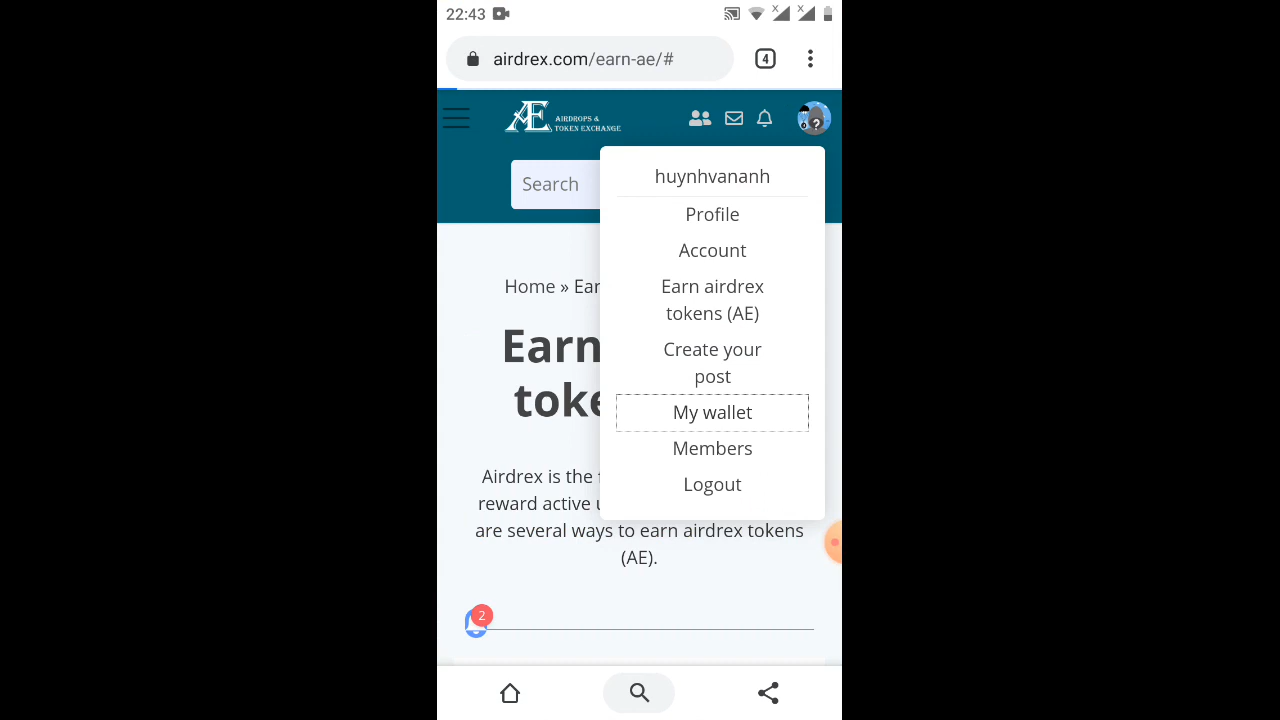 22:43
airdrex.com/earn-ae/#
4
Æ AIRDROPS &
TOKEN EXCHANGE
?
Search
huynhvananh
Profile
Account
Earn airdrex
tokens (AE)
Create your
post
My wallet
Members
Logout
Home » Ear
Earn
toke
Airdrex is the
reward active
are several ways to earn airdrex tokens
(AE).
2